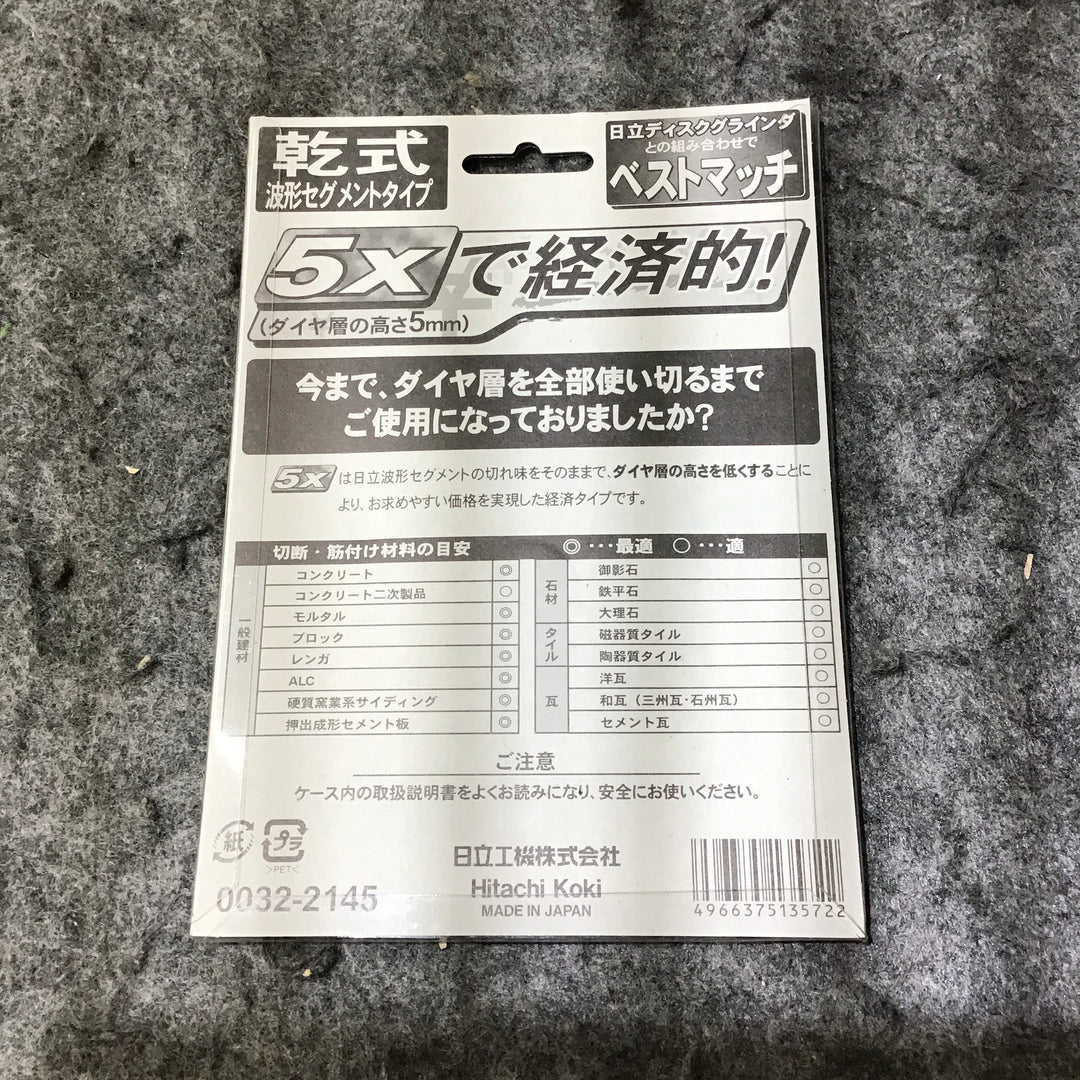 乾式
波形セグメントタイプ
日立ディスクグラインダ
との組み合わせで
ベストマッチ
5xで経済的!
(ダイヤ層の高さ5mm)
今まで、ダイヤ層を全部使い切るまで
ご使用になっておりましたか?
5xは日立波形セグメントの切れ味をそのままで、ダイヤ層の高さを低くすることに
より、お求めやすい価格を実現した経済タイプです。
切断・筋付け材料の目安 ◎…最適 ○…適
一般建材
コンクリート ◎
コンクリート二次製品 ○
モルタル ◎
ブロック ◎
レンガ ◎
ALC ◎
硬質窯業系サイディング ◎
押出成形セメント板 ◎
石材
御影石 ○
鉄平石 ○
大理石 ○
タイル
磁器質タイル ○
陶器質タイル ○
瓦
洋瓦 ○
和瓦(三州瓦・石州瓦) ○
セメント瓦 ○
ご注意
ケース内の取扱説明書をよくお読みになり、安全にお使いください。
紙
プラ
>PET<
0032-2145
日立工機株式会社
Hitachi Koki
MADE IN JAPAN
4966375135722